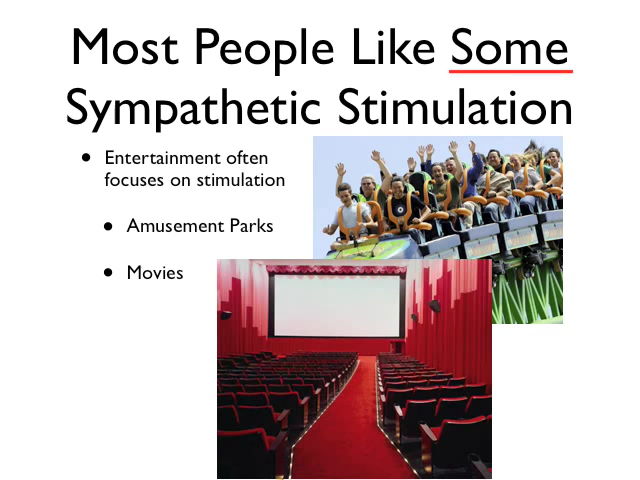 Most People Like Some
Sympathetic Stimulation
• Entertainment often
focuses on stimulation
• Amusement Parks
• Movies